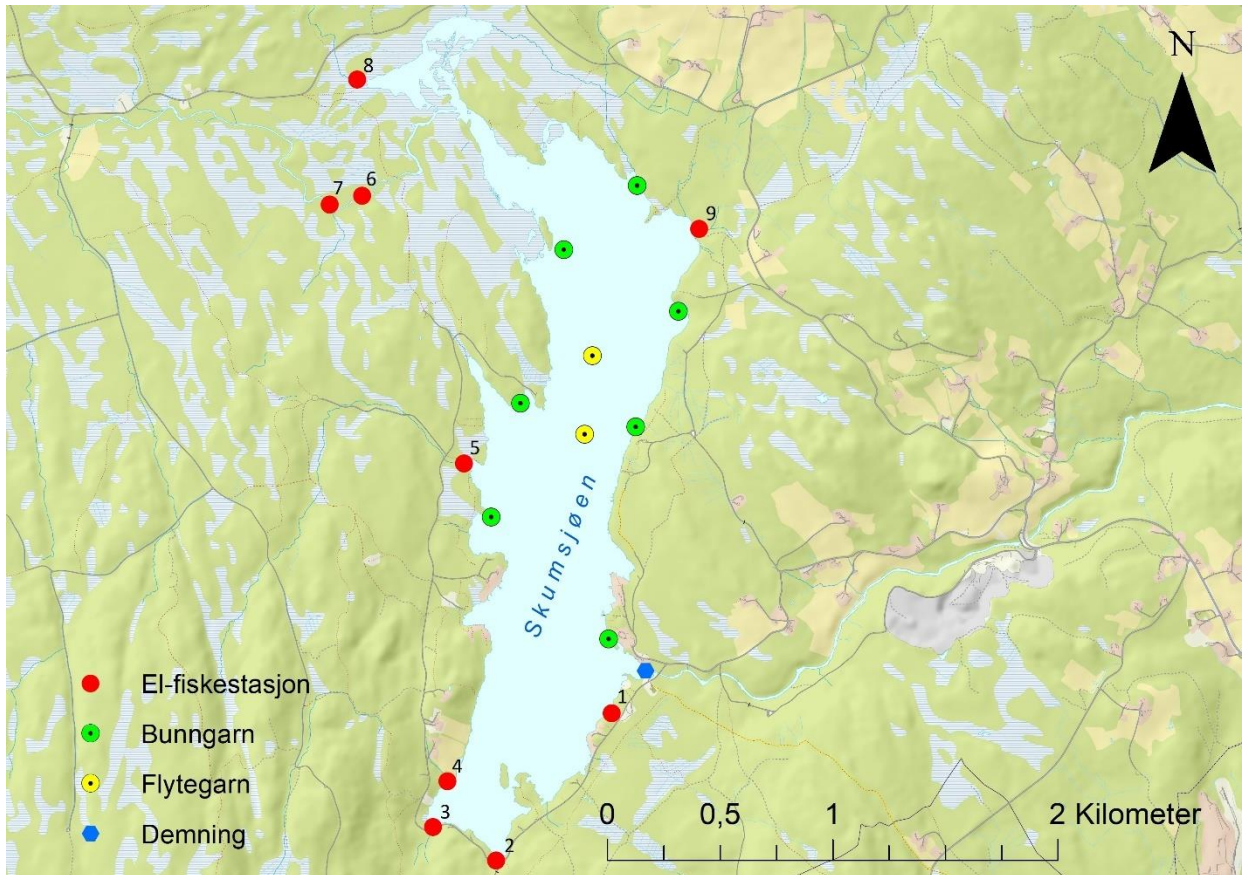 N
8
7
6
9
5
Skumsjøen
1
4
3
2
El-fiskestasjon
Bunngarn
Flytegarn
Demning
0 0,5 1 2 Kilometer